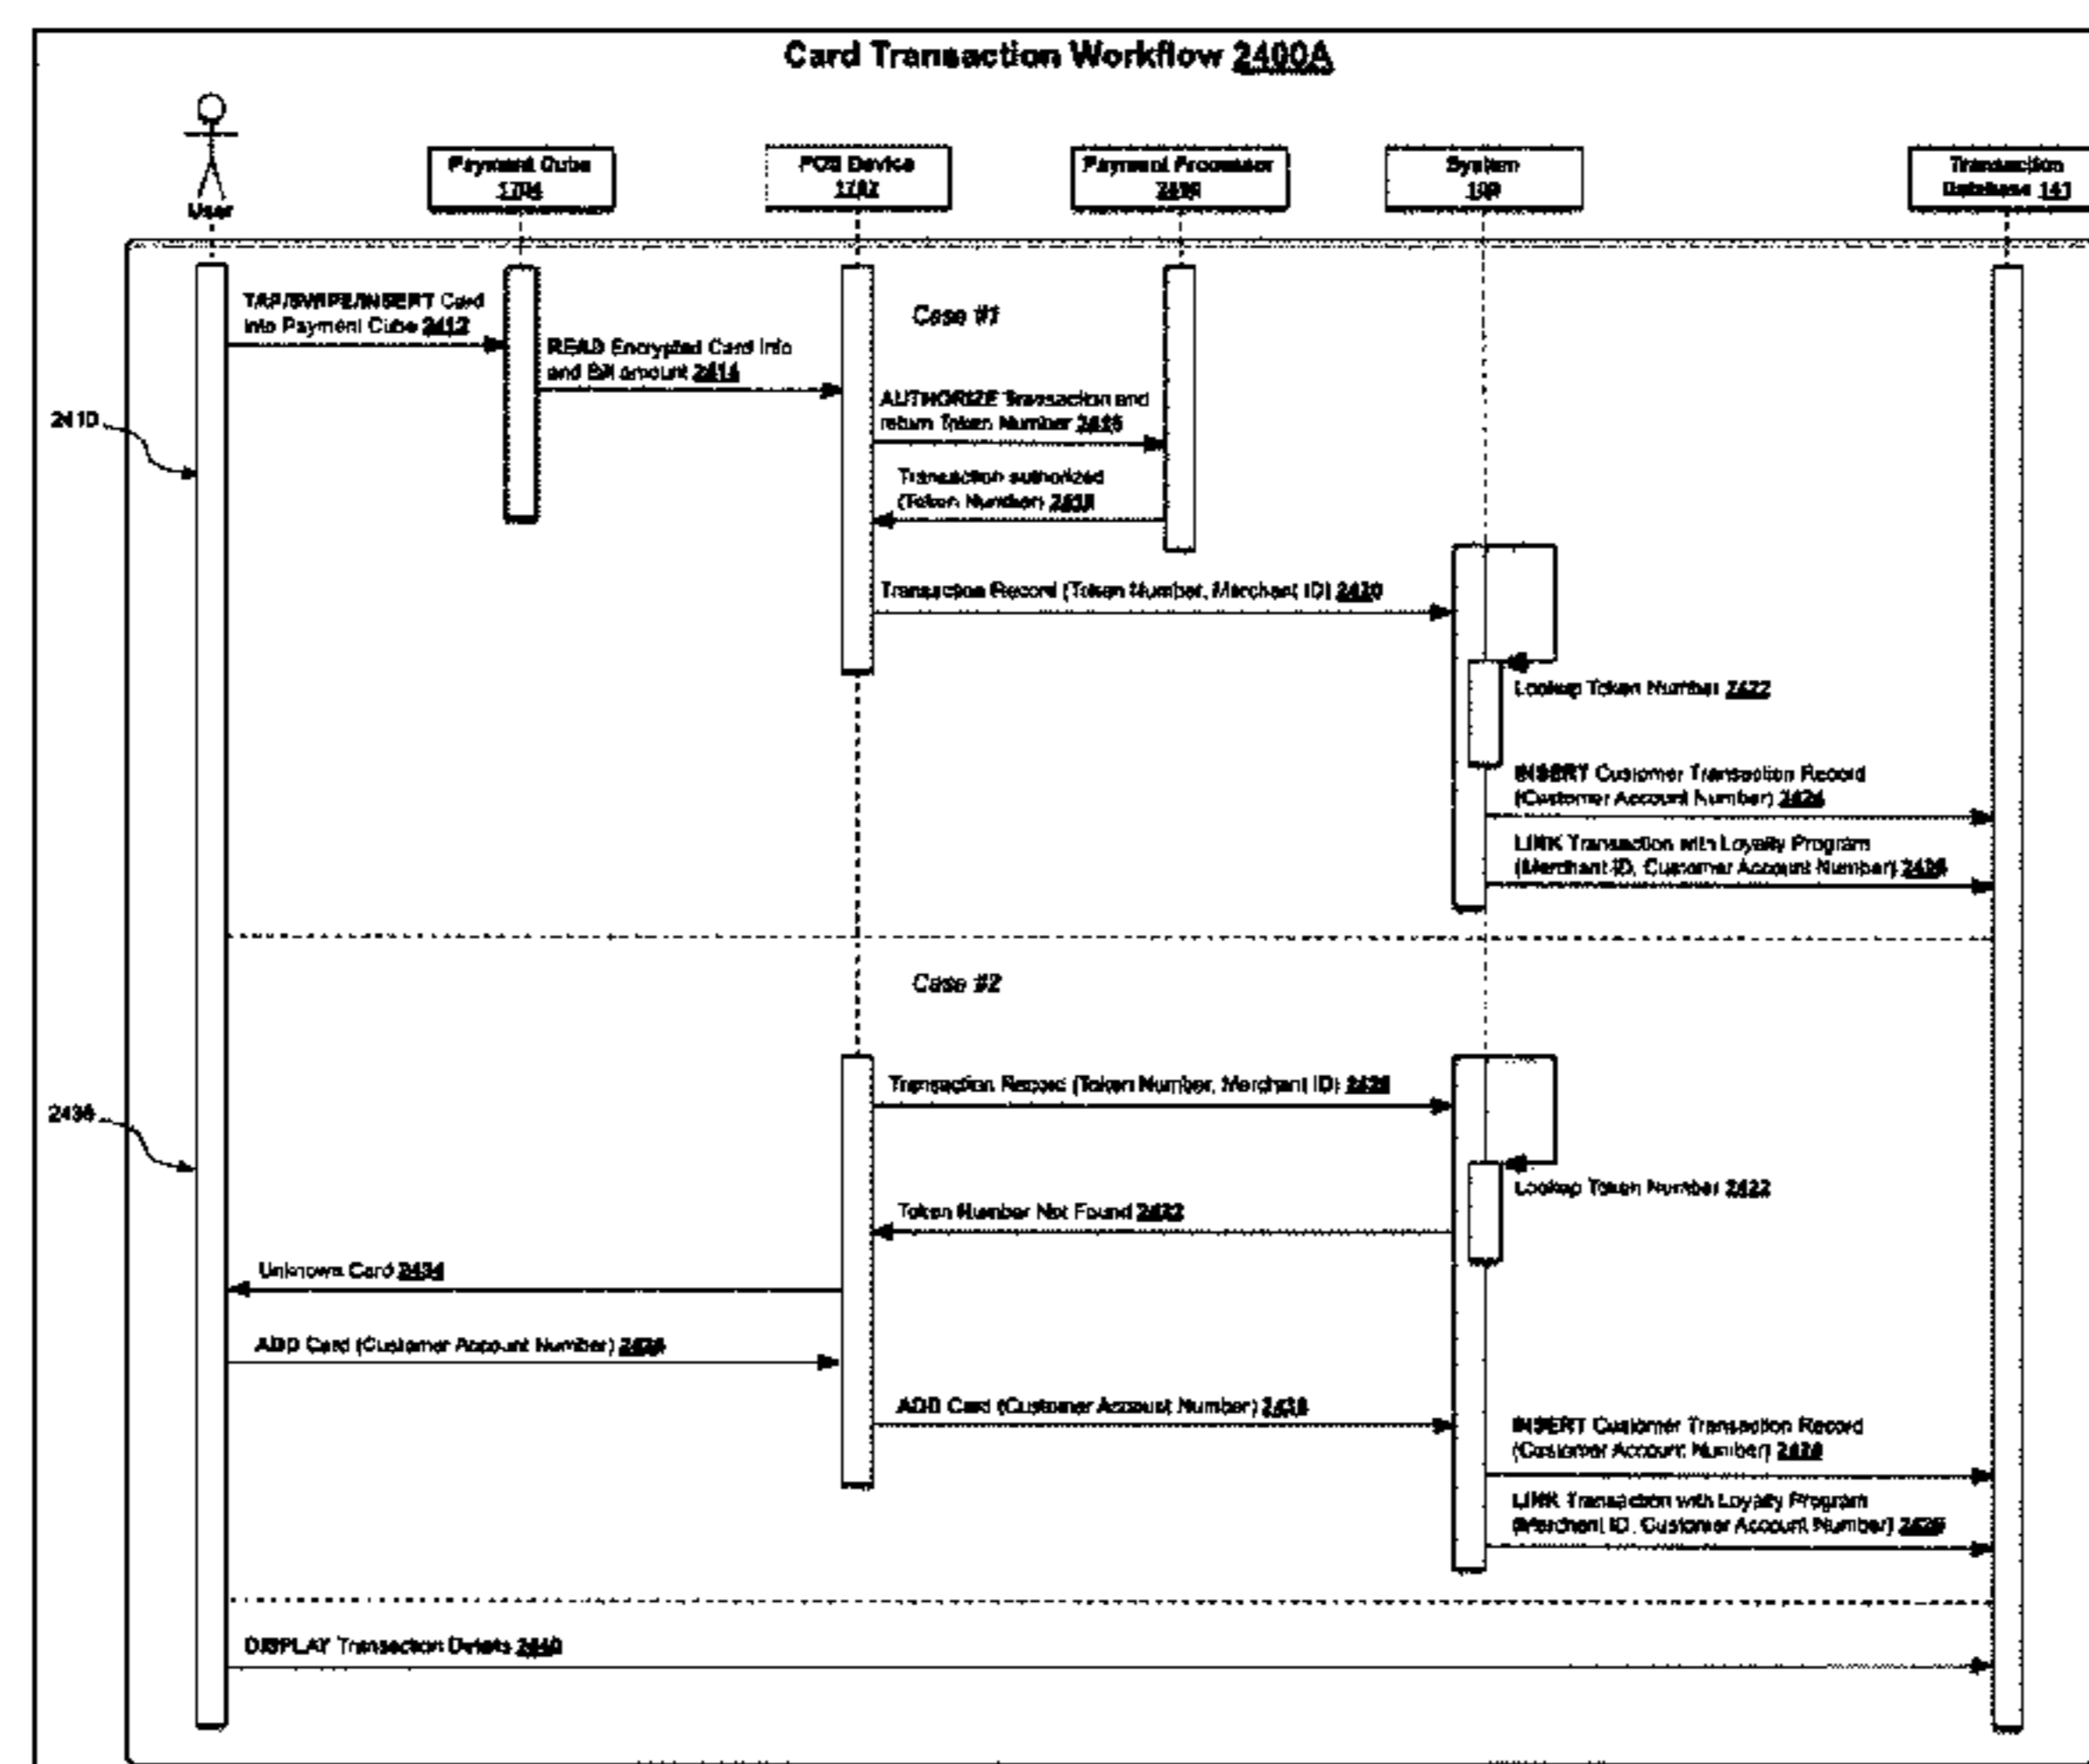 Card Transaction Workflow 2400A
User
Payment Cube
1704
POS Device
1702
Payment Processor
System
100
Transaction
Database 141
TAP/SWIPE/INSERT Card
into Payment Cube 2412
Case #1
READ Encrypted Card Info
and Bill amount 2414
AUTHORIZE Transaction and
return Token Number
2410
Transaction authorized
(Token Number)
Transaction Record (Token Number, Merchant ID) 2420
Lookup Token Number 2422
INSERT Customer Transaction Record
(Customer Account Number) 2424
LINK Transaction with Loyalty Program
(Merchant ID, Customer Account Number)
Case #2
Transaction Record (Token Number, Merchant ID)
Lookup Token Number 2422
Token Number Not Found 2432
Unknown Card 2434
ADD Card (Customer Account Number)
ADD Card (Customer Account Number)
INSERT Customer Transaction Record
(Customer Account Number)
LINK Transaction with Loyalty Program
(Merchant ID, Customer Account Number)
DISPLAY Transaction Details 2440